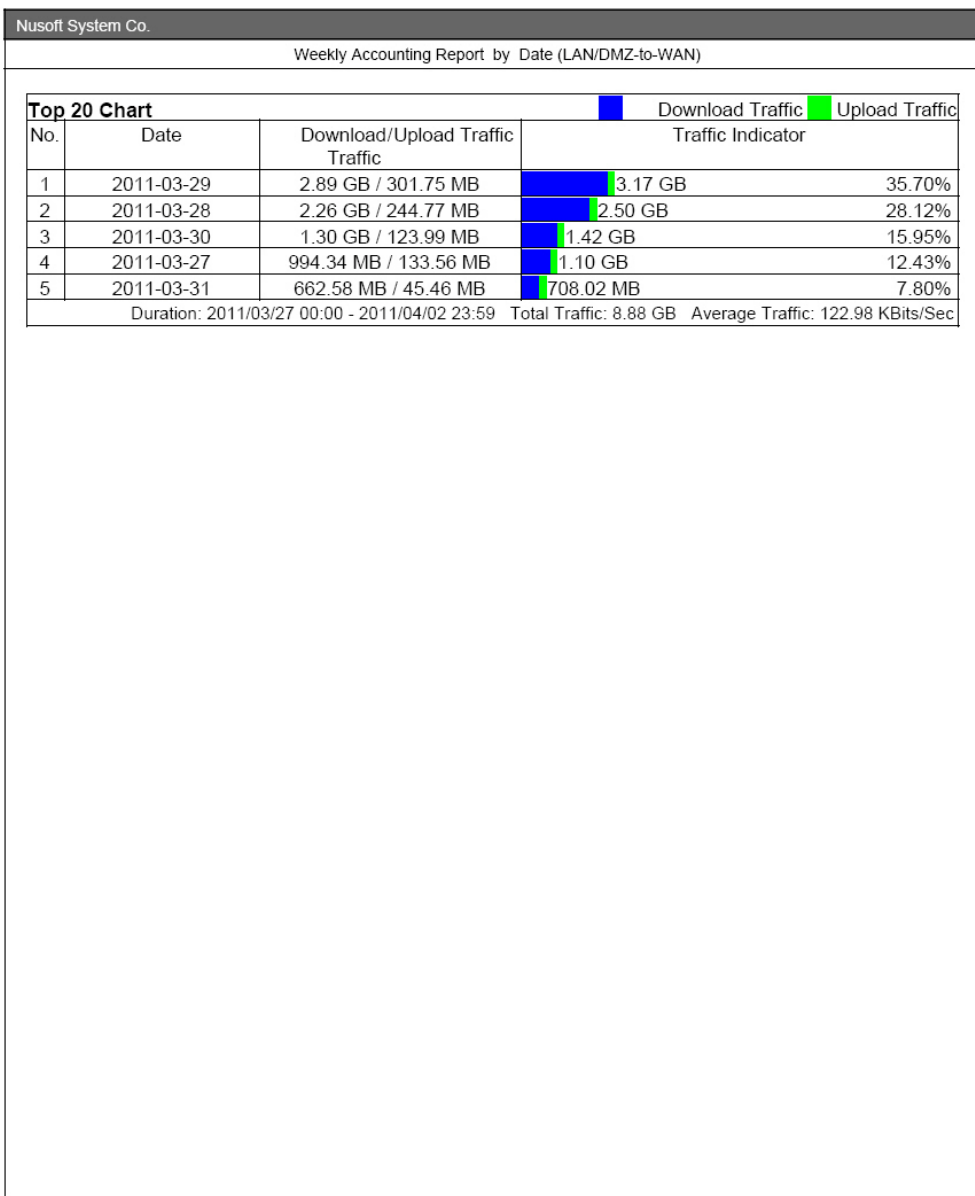 Nusoft System Co.
Weekly Accounting Report by Date (LAN/DMZ-to-WAN)
Top 20 Chart Download Traffic Upload Traffic
No. Date Download/Upload Traffic Traffic Indicator
Traffic
1 2011-03-29 2.89 GB / 301.75 MB 3.17 GB 35.70%
2 2011-03-28 2.26 GB / 244.77 MB 2.50 GB 28.12%
3 2011-03-30 1.30 GB / 123.99 MB 1.42 GB 15.95%
4 2011-03-27 994.34 MB / 133.56 MB 1.10 GB 12.43%
5 2011-03-31 662.58 MB / 45.46 MB 708.02 MB 7.80%
Duration: 2011/03/27 00:00 - 2011/04/02 23:59 Total Traffic: 8.88 GB Average Traffic: 122.98 KBits/Sec